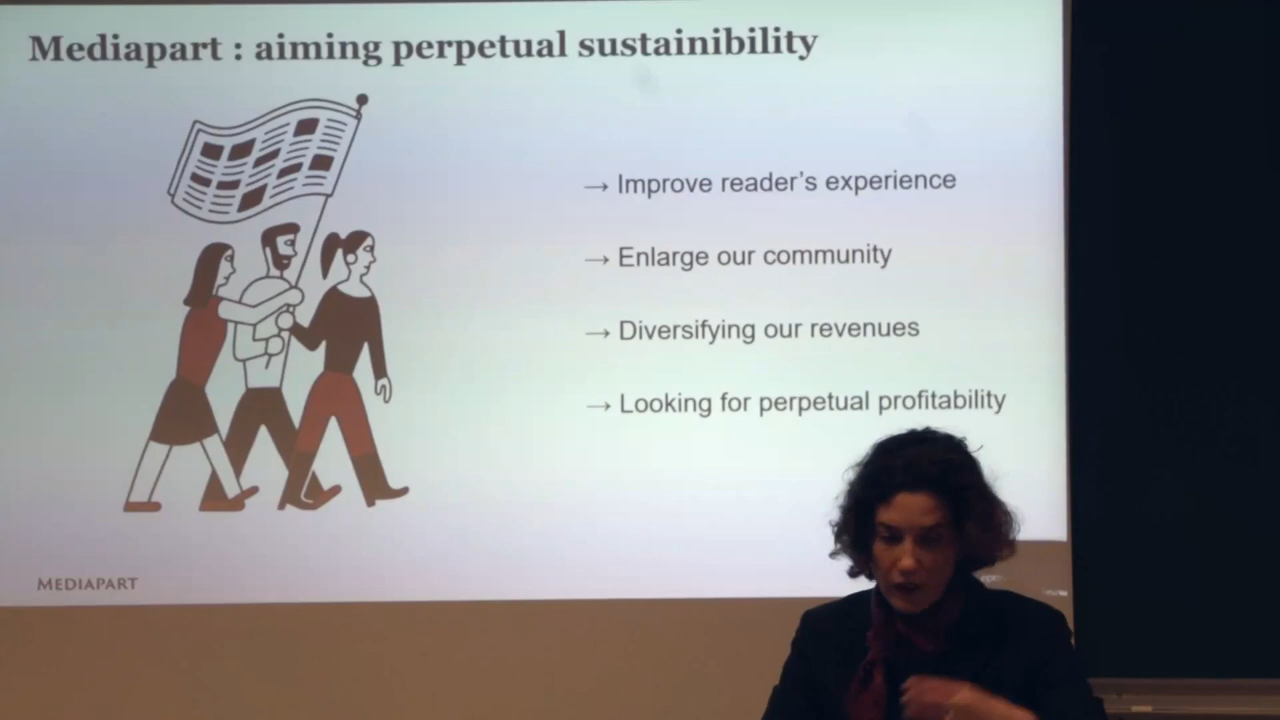 Mediapart : aiming perpetual sustainibility
→ Improve reader's experience
→ Enlarge our community
→ Diversifying our revenues
→ Looking for perpetual profitability
MEDIAPART